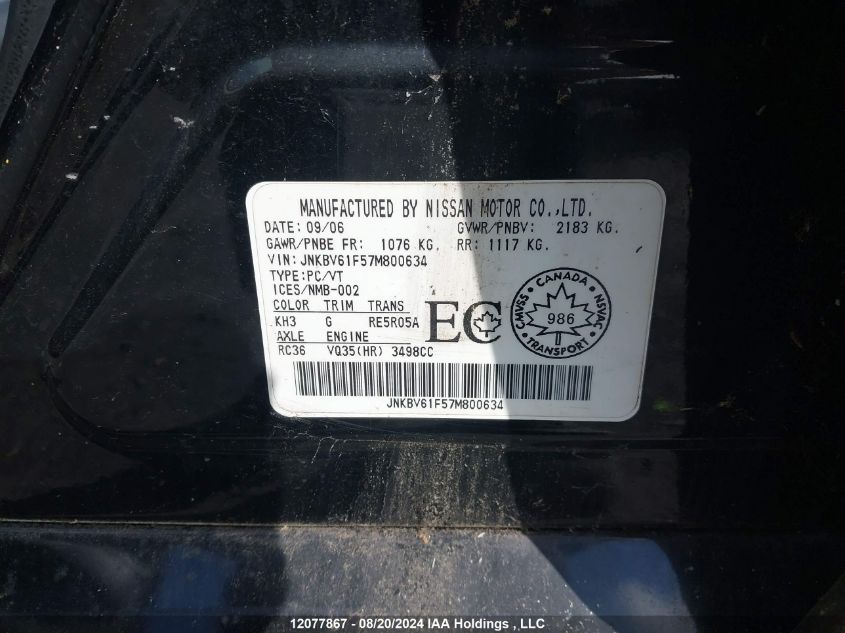 MANUFACTURED BY NISSAN MOTOR CO.,LTD.
DATE: 09/06 GVWR/PNBV: 2183 KG.
GAWR/PNBE FR: 1076 KG. RR: 1117 KG.
VIN: JNKBV61F57M800634
TYPE:PC/VT
ICES/NMB-002
COLOR TRIM TRANS
KH3 G RE5R05A
AXLE ENGINE
RC36 VQ35(HR) 3498CC
EC
CANADA
CMVSS NSVAC
986
TRANSPORT
JNKBV61F57M800634
12077867 - 08/20/2024 IAA Holdings , LLC